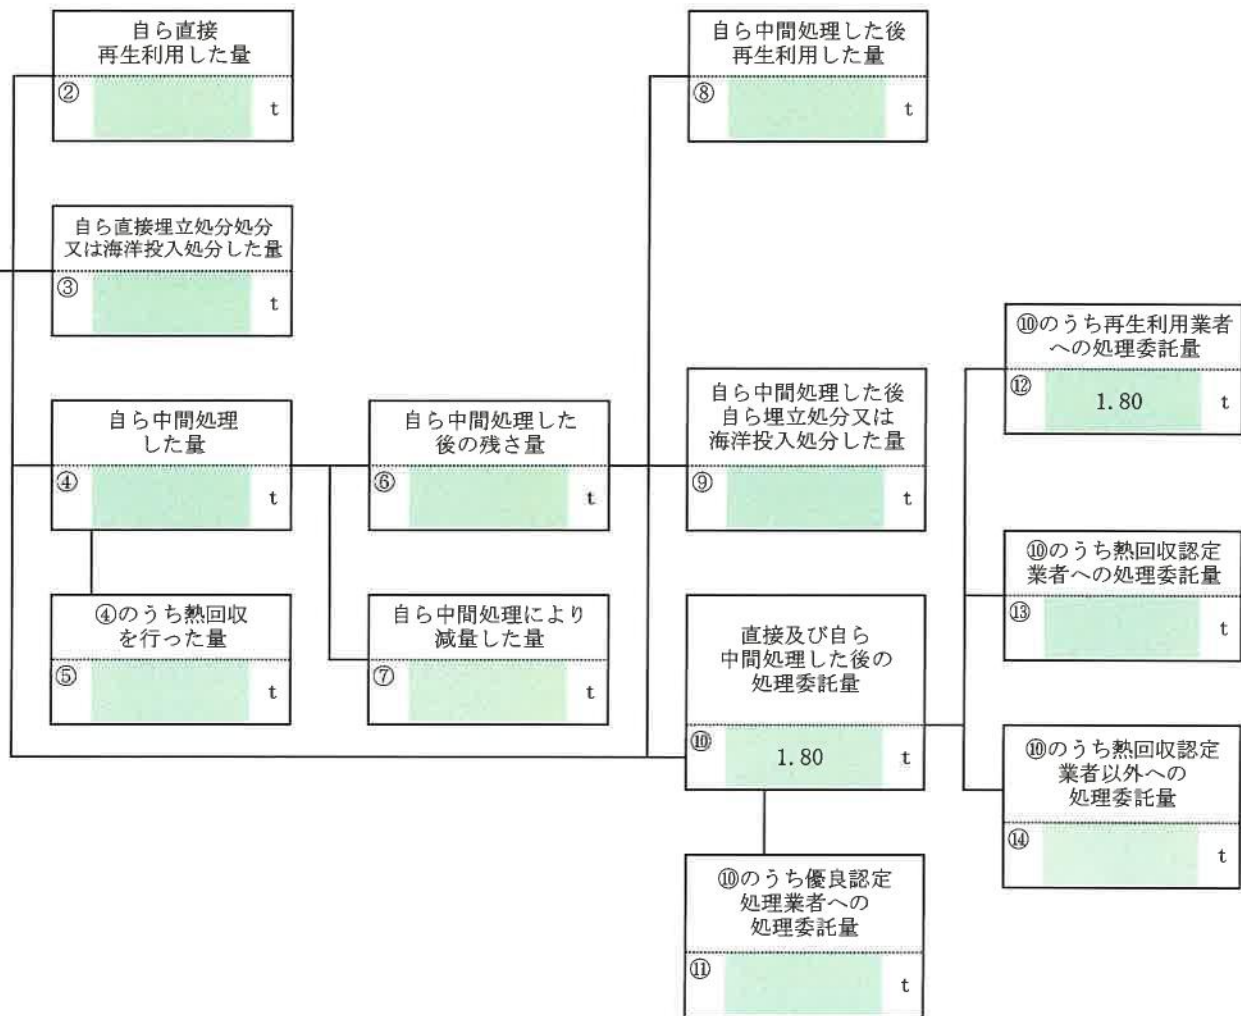 自ら直接
再生利用した量
②
t
自ら中間処理した後
再生利用した量
⑧
t
自ら直接埋立処分処分
又は海洋投入処分した量
③
t
自ら中間処理
した量
④
t
自ら中間処理した
後の残さ量
⑥
t
自ら中間処理した後
自ら埋立処分又は
海洋投入処分した量
⑨
t
⑩のうち再生利用業者
への処理委託量
⑫ 1.80 t
④のうち熱回収
を行った量
⑤
t
自ら中間処理により
減量した量
⑦
t
直接及び自ら
中間処理した後の
処理委託量
⑩ 1.80 t
⑩のうち熱回収認定
業者への処理委託量
⑬
t
⑩のうち熱回収認定
業者以外への
処理委託量
⑭
t
⑩のうち優良認定
処理業者への
処理委託量
⑪
t